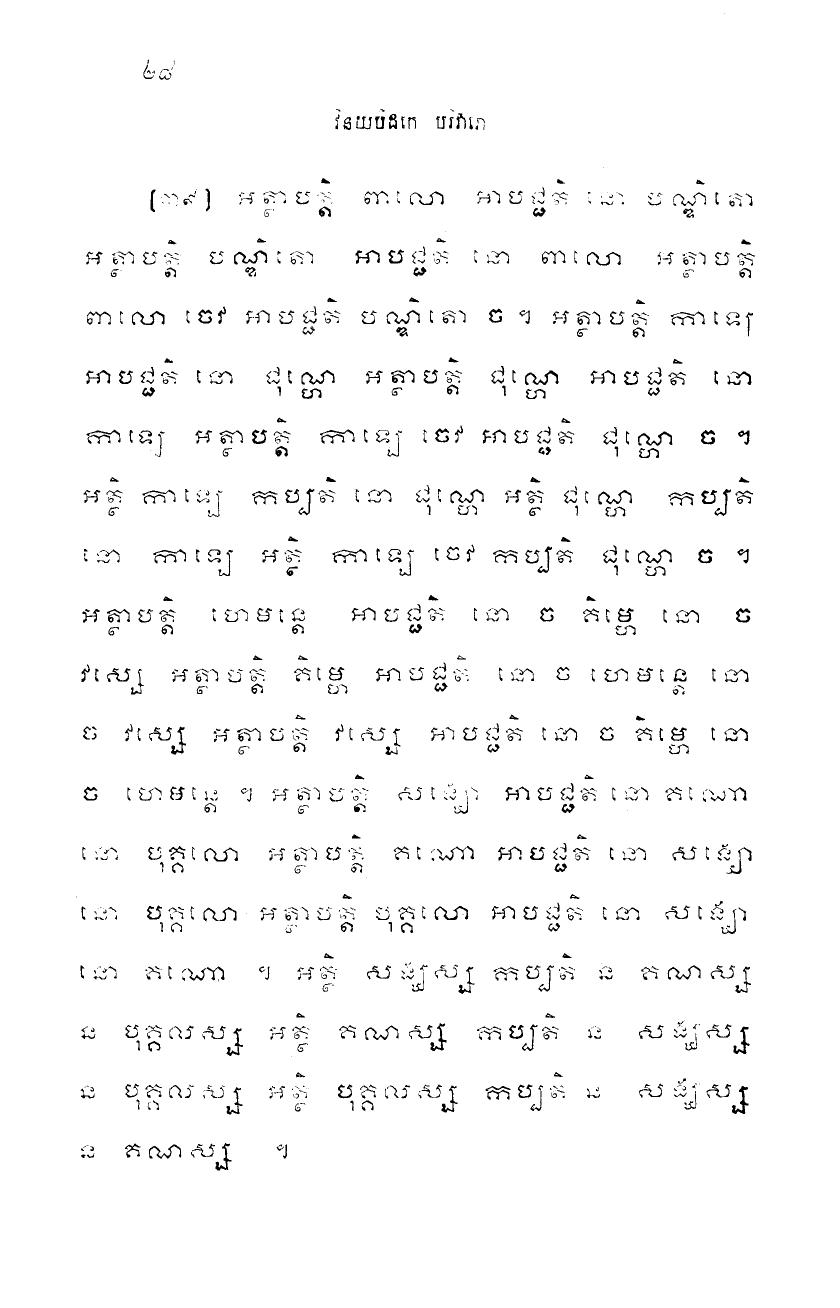 ២៨
វិនយបិដកេ បរិវារោ
(៣៩) អត្ថាបត្តិ ពាលោ អាបជ្ជតិ នោ បណ្ឌិតោ
អត្ថាបត្តិ បណ្ឌិតោ អាបជ្ជតិ នោ ពាលោ អត្ថាបត្តិ
ពាលោ ចេវ អាបជ្ជតិ បណ្ឌិតោ ច ។ អត្ថាបត្តិ កាឡេ
អាបជ្ជតិ នោ ជុណ្ហេ អត្ថាបត្តិ ជុណ្ហេ អាបជ្ជតិ នោ
កាឡេ អត្ថាបត្តិ កាឡេ ចេវ អាបជ្ជតិ ជុណ្ហេ ច ។
អត្ថិ កាឡេ កប្បតិ នោ ជុណ្ហេ អត្ថិ ជុណ្ហេ កប្បតិ
នោ កាឡេ អត្ថិ កាឡេ ចេវ កប្បតិ ជុណ្ហេ ច ។
អត្ថាបត្តិ ហេមន្តេ អាបជ្ជតិ នោ ច គិម្ហេ នោ ច
វស្សេ អត្ថាបត្តិ គិម្ហេ អាបជ្ជតិ នោ ច ហេមន្តេ នោ
ច វស្សេ អត្ថាបត្តិ វស្សេ អាបជ្ជតិ នោ ច គិម្ហេ នោ
ច ហេមន្តេ ។ អត្ថាបត្តិ សង្ឃោ អាបជ្ជតិ នោ គណោ
នោ បុគ្គលោ អត្ថាបត្តិ គណោ អាបជ្ជតិ នោ សង្ឃោ
នោ បុគ្គលោ អត្ថាបត្តិ បុគ្គលោ អាបជ្ជតិ នោ សង្ឃោ
នោ គណោ ។ អត្ថិ សង្ឃស្ស កប្បតិ ន គណស្ស
ន បុគ្គលស្ស អត្ថិ គណស្ស កប្បតិ ន សង្ឃស្ស
ន បុគ្គលស្ស អត្ថិ បុគ្គលស្ស កប្បតិ ន សង្ឃស្ស
ន គណស្ស ។